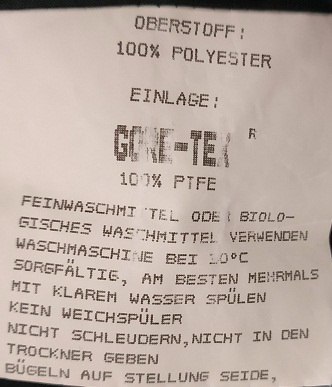 OBERSTOFF:
100% POLYESTER
EINLAGE:
GORE-TEX R
100% PTFE
FEINWASCHMITTEL ODER BIOLO-
GISCHES WASCHMITTEL VERWENDEN
WASCHMASCHINE BEI °C
SORGFÄLTIG, AM BESTEN MEHRMALS
MIT KLAREM WASSER SPÜLEN
KEIN WEICHSPÜLER
NICHT SCHLEUDERN,NICHT IN DEN
TROCKNER GEBEN
BÜGELN AUF STELLUNG SEIDE,